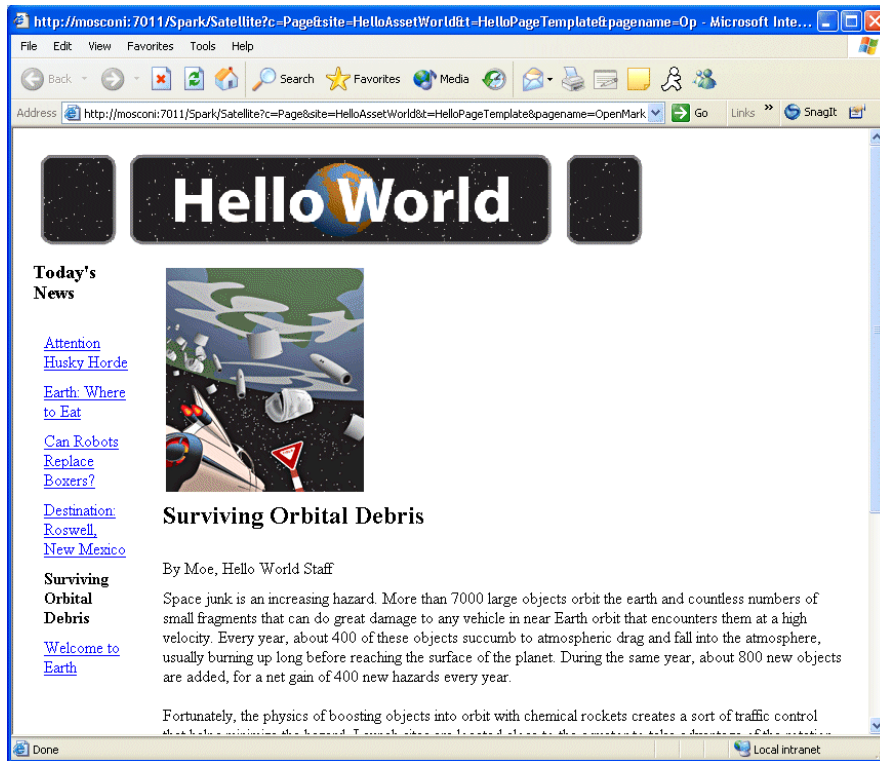 http://mosconi:7011/Spark/Satellite?c=Page&site=HelloAssetWorld&t=HelloPageTemplate&pagename=Op - Microsoft Inte...
File Edit View Favorites Tools Help
Back Search Favorites Media
Address http://mosconi:7011/Spark/Satellite?c=Page&site=HelloAssetWorld&t=HelloPageTemplate&pagename=OpenMark Go Links » SnagIt
Hello World
Today's
News
Attention
Husky Horde
Earth: Where
to Eat
Can Robots
Replace
Boxers?
Destination:
Roswell,
New Mexico
Surviving
Orbital
Debris
Welcome to
Earth
Surviving Orbital Debris
By Moe, Hello World Staff
Space junk is an increasing hazard. More than 7000 large objects orbit the earth and countless numbers of
small fragments that can do great damage to any vehicle in near Earth orbit that encounters them at a high
velocity. Every year, about 400 of these objects succumb to atmospheric drag and fall into the atmosphere,
usually burning up long before reaching the surface of the planet. During the same year, about 800 new objects
are added, for a net gain of 400 new hazards every year.
Fortunately, the physics of boosting objects into orbit with chemical rockets creates a sort of traffic control
Done Local intranet